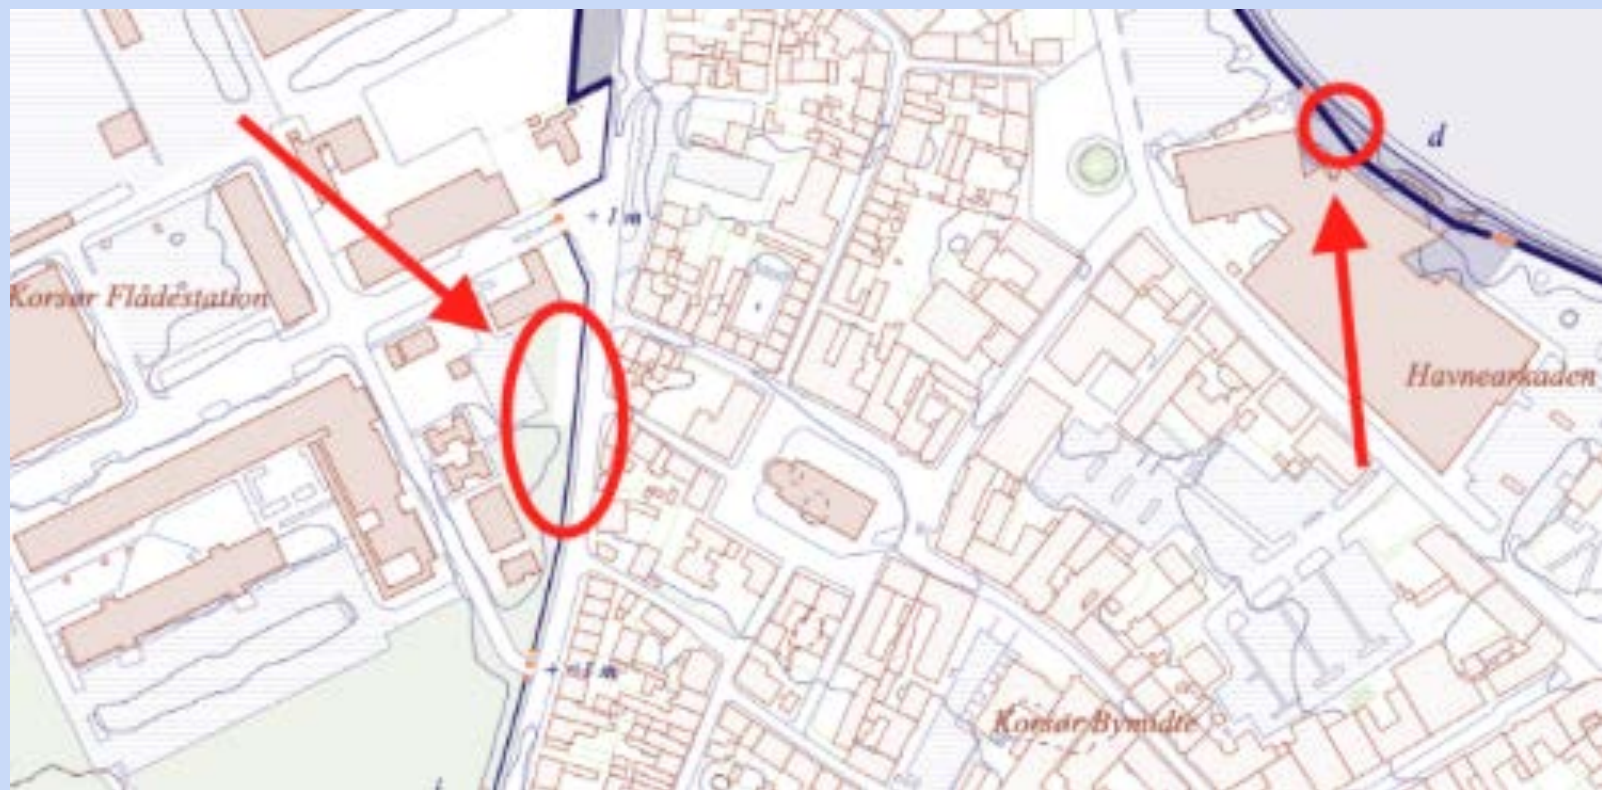 d
+ 1 m
Korsør Flådestation
Havnearkaden
Korsør Bymidte